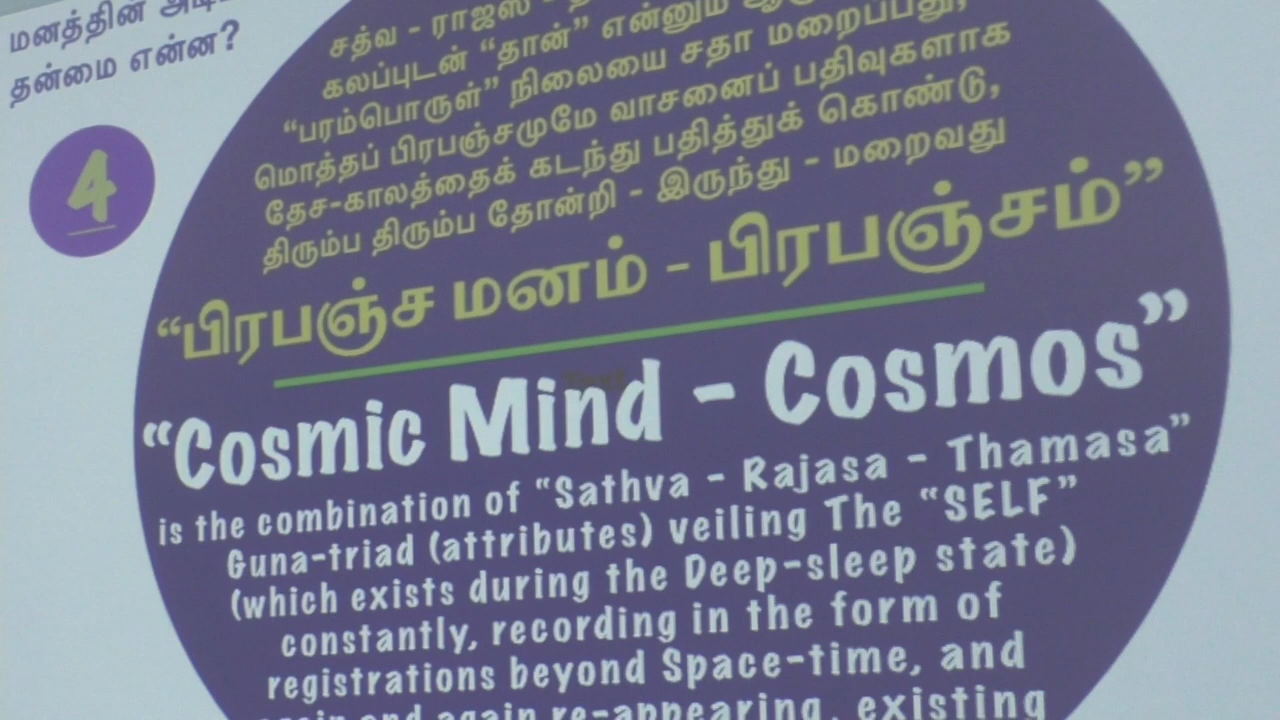 மனத்தின்
தன்மை என்ன?
4
சத்வ - ராஜஸ -
கலப்புடன் “தான்” என்னும்
“பரம்பொருள்” நிலையை சதா மறைப்பது,
மொத்தப் பிரபஞ்சமுமே வாசனைப் பதிவுகளாக
தேச-காலத்தைக் கடந்து பதித்துக் கொண்டு,
திரும்ப திரும்ப தோன்றி - இருந்து - மறைவது
“பிரபஞ்ச மனம் - பிரபஞ்சம்”
“Cosmic Mind - Cosmos”
is the combination of “Sathva - Rajasa - Thamasa”
Guna-triad (attributes) veiling The “SELF”
(which exists during the Deep-sleep state)
constantly, recording in the form of
registrations beyond Space-time, and
again and again re-appearing, existing